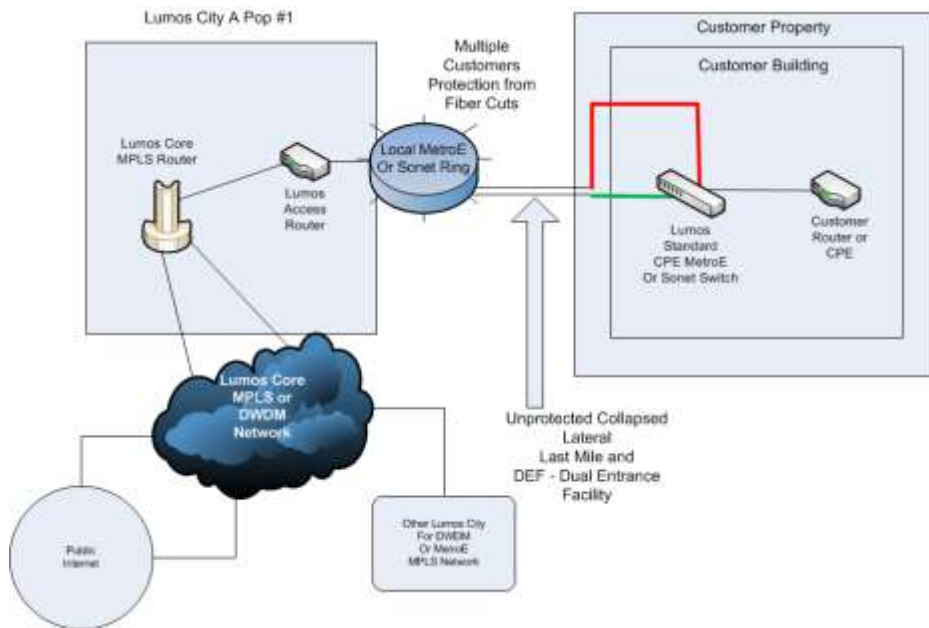 Lumos City A Pop #1
Multiple
Customers
Protection from
Fiber Cuts
Customer Property
Customer Building
Lumos Core
MPLS Router
Lumos
Access
Router
Local MetroE
Or Sonet Ring
Lumos
Standard
CPE MetroE
Or Sonet Switch
Customer
Router or
CPE
Lumos Core
MPLS or
DWDM
Network
Unprotected Collapsed
Lateral
Last Mile and
DEF - Dual Entrance
Facility
Public
Internet
Other Lumos City
For DWDM
Or MetroE
MPLS Network